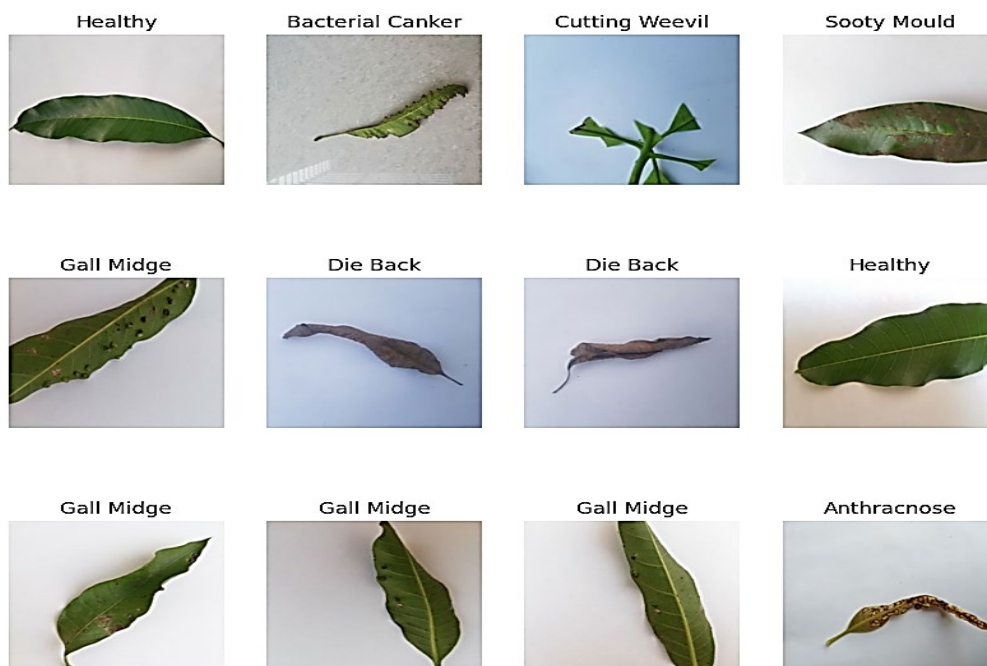 Healthy
Bacterial Canker
Cutting Weevil
Sooty Mould
Gall Midge
Die Back
Die Back
Healthy
Gall Midge
Gall Midge
Gall Midge
Anthracnose